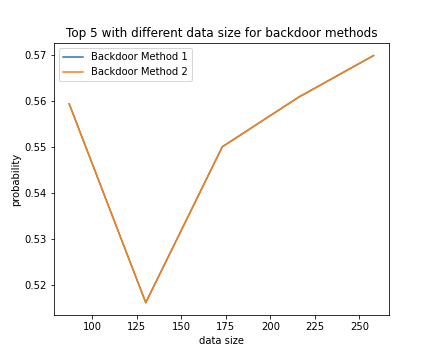 Top 5 with different data size for backdoor methods
Backdoor Method 1
Backdoor Method 2
0.57
0.56
0.55
0.54
0.53
0.52
probability
100
125
150
175
200
225
250
data size